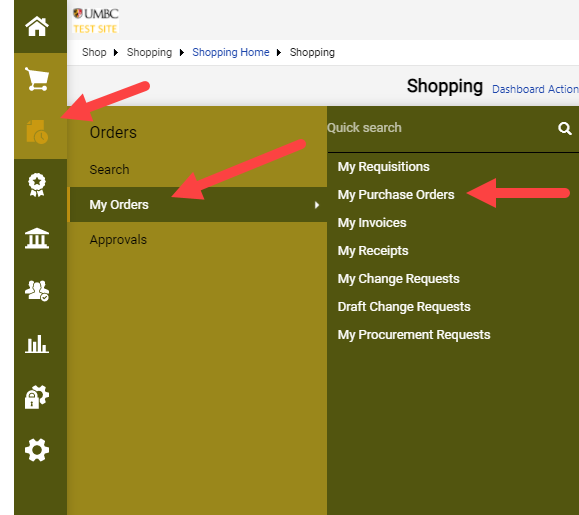 UMBC
TEST SITE
Shop Shopping Shopping Home Shopping
Shopping Dashboard Action
Orders
Search
My Orders
Approvals
Quick search
My Requisitions
My Purchase Orders
My Invoices
My Receipts
My Change Requests
Draft Change Requests
My Procurement Requests